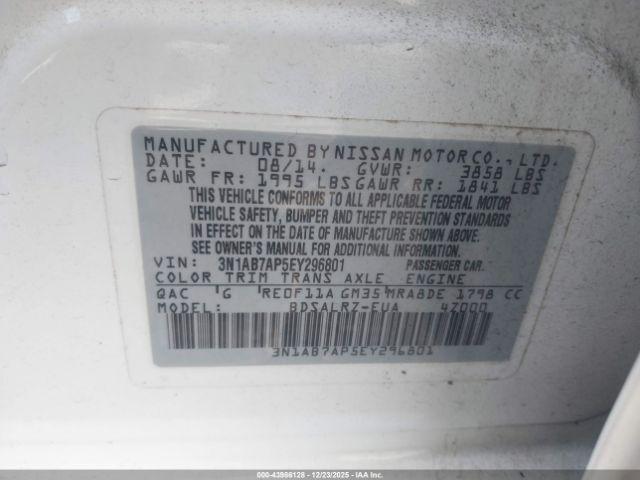 MANUFACTURED BY NISSAN MOTOR CO., LTD.
DATE: 08/14. GVWR: 3858 LBS
GAWR FR: 1995 LBS GAWR RR: 1841 LBS
THIS VEHICLE CONFORMS TO ALL APPLICABLE FEDERAL MOTOR
VEHICLE SAFETY, BUMPER AND THEFT PREVENTION STANDARDS
IN EFFECT ON THE DATE OF MANUFACTURE SHOWN ABOVE.
SEE OWNER'S MANUAL FOR ADDITIONAL INFORMATION.
VIN: 3N1AB7AP5EY296801 PASSENGER CAR.
COLOR TRIM TRANS AXLE ENGINE
QAC G RE0F11A GM35 MRA8DE 1798 CC
MODEL: BDSALRZ-EUA 4Z000
3N1AB7AP5EY296801
000-43986128 - 12/23/2025 - IAA Inc.